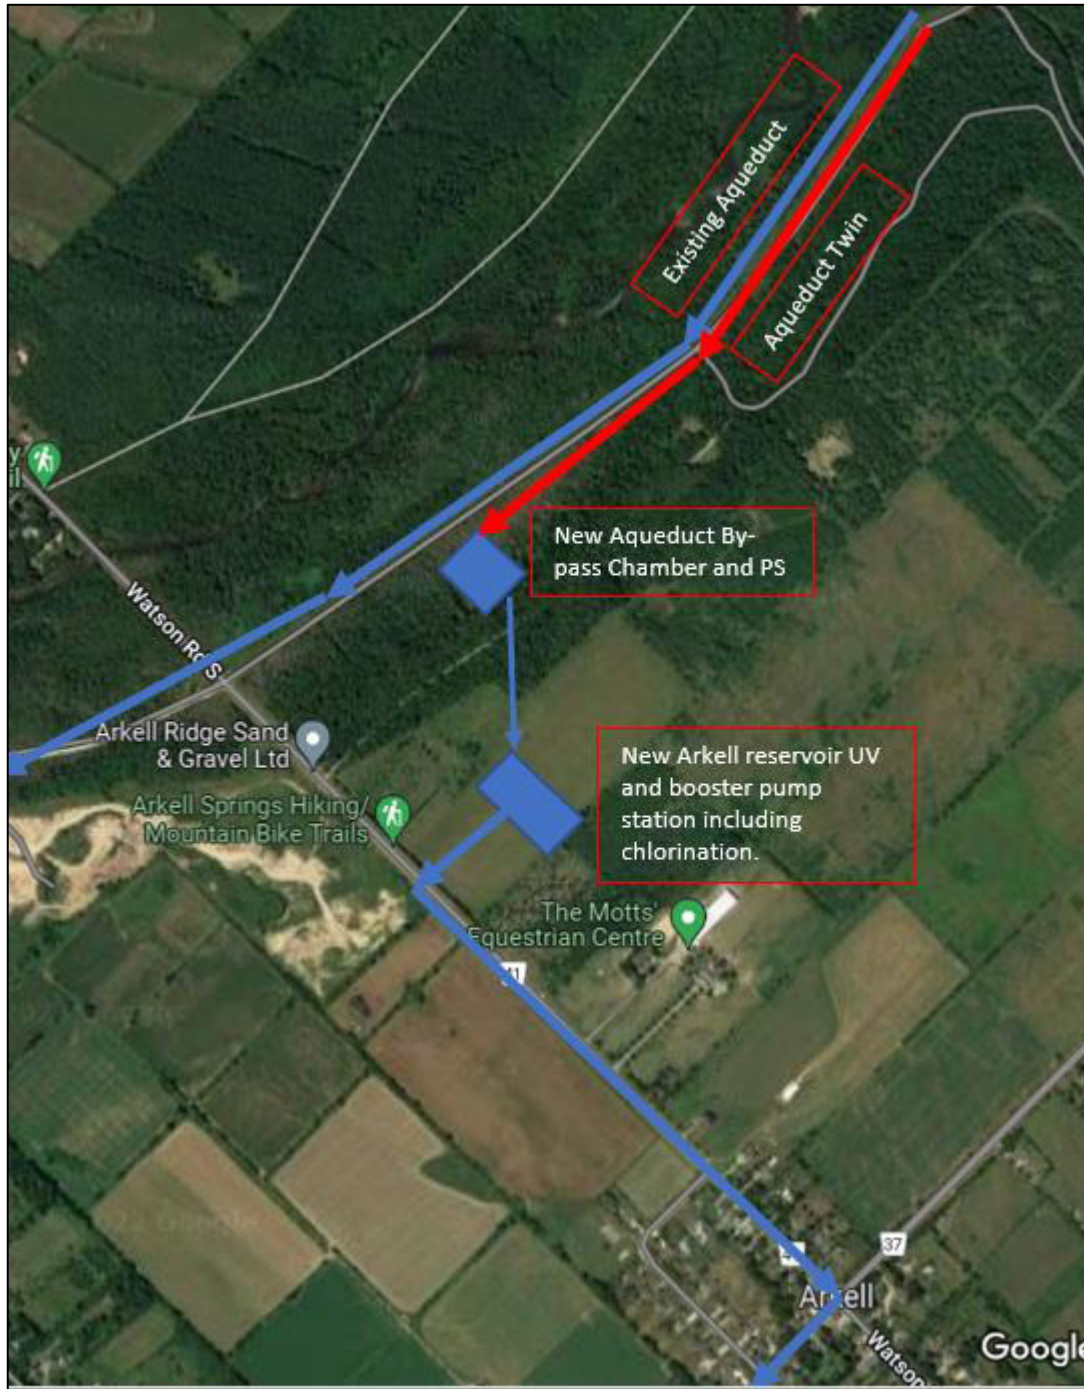 Existing Aqueduct
Aqueduct Twin
New Aqueduct By-
pass Chamber and PS
Watson Rd S
Arkell Ridge Sand
& Gravel Ltd
Arkell Springs Hiking/
Mountain Bike Trails
New Arkell reservoir UV
and booster pump
station including
chlorination.
The Motts'
Equestrian Centre
41
37
Arkell
Watson
Google